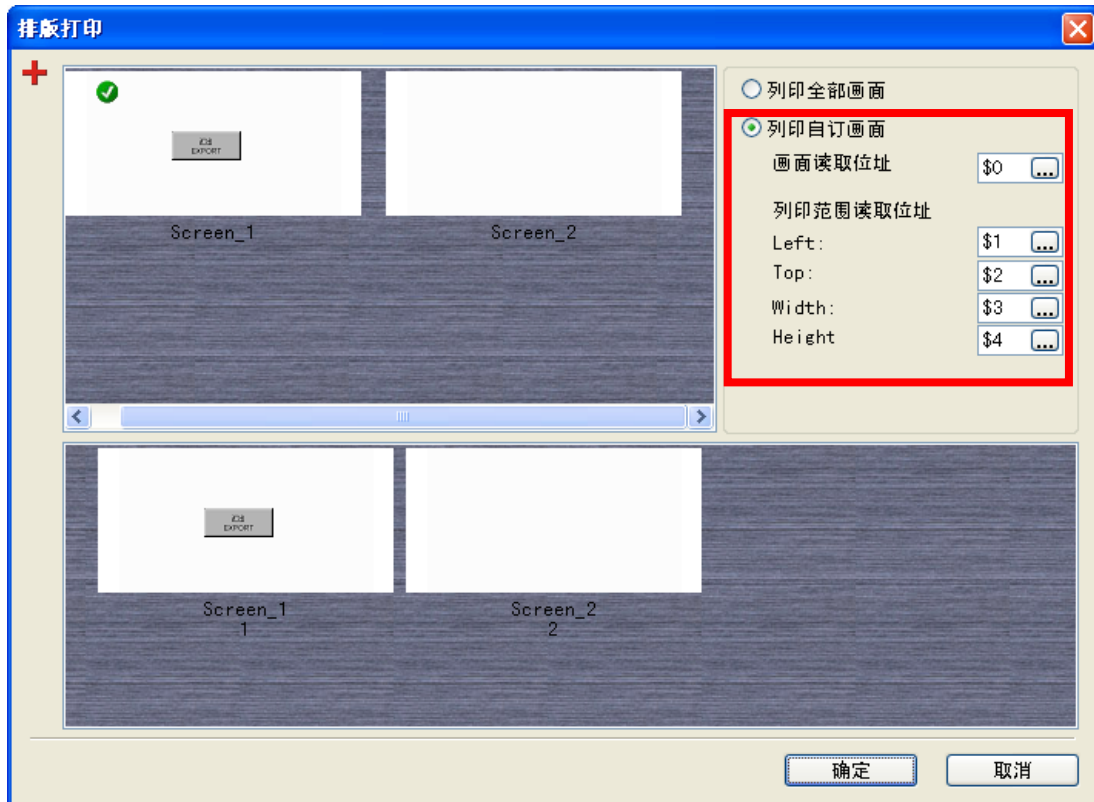 排版打印
EXPORT
Screen_1
Screen_2
列印全部画面
列印自订画面
画面读取位址 $0 ...
列印范围读取位址
Left: $1 ...
Top: $2 ...
Width: $3 ...
Height $4 ...
EXPORT
Screen_1
1
Screen_2
2
确定
取消